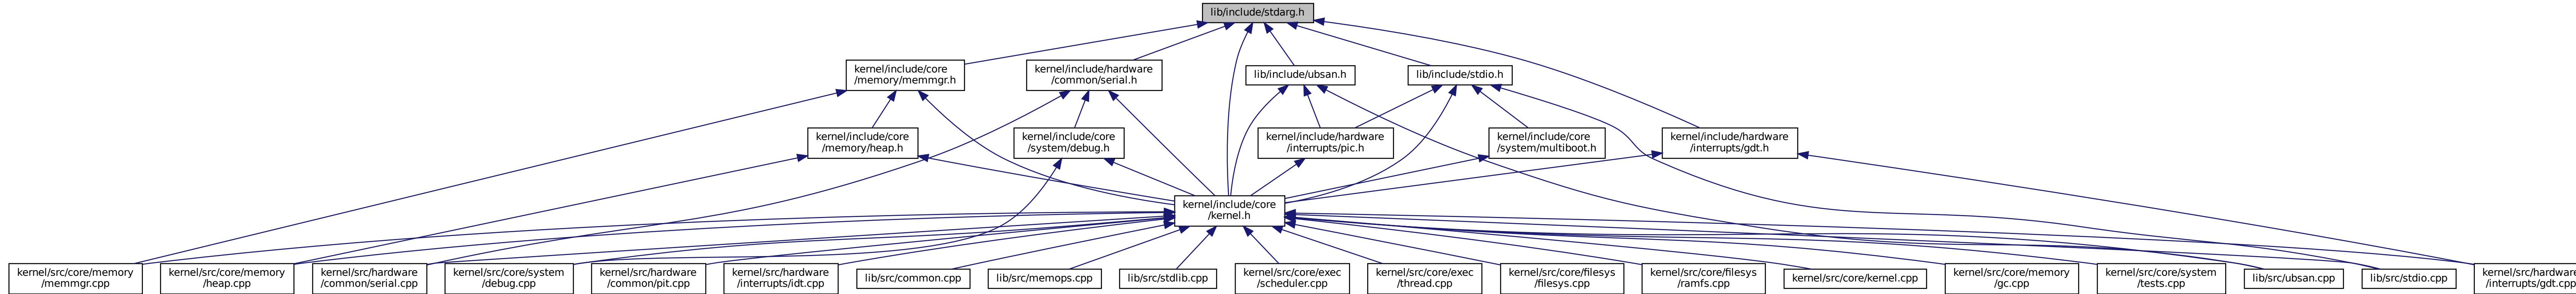 lib/include/stdarg.h
kernel/include/core
/memory/memmgr.h
kernel/include/hardware
/common/serial.h
lib/include/ubsan.h
lib/include/stdio.h
kernel/include/core
/memory/heap.h
kernel/include/core
/system/debug.h
kernel/include/hardware
/interrupts/pic.h
kernel/include/core
/system/multiboot.h
kernel/include/hardware
/interrupts/gdt.h
kernel/include/core
/kernel.h
kernel/src/core/memory
/memmgr.cpp
kernel/src/core/memory
/heap.cpp
kernel/src/hardware
/common/serial.cpp
kernel/src/core/system
/debug.cpp
kernel/src/hardware
/common/pit.cpp
kernel/src/hardware
/interrupts/idt.cpp
lib/src/common.cpp
lib/src/memops.cpp
lib/src/stdlib.cpp
kernel/src/core/exec
/scheduler.cpp
kernel/src/core/exec
/thread.cpp
kernel/src/core/filesys
/filesys.cpp
kernel/src/core/filesys
/ramfs.cpp
kernel/src/core/kernel.cpp
kernel/src/core/memory
/gc.cpp
kernel/src/core/system
/tests.cpp
lib/src/ubsan.cpp
lib/src/stdio.cpp
kernel/src/hardware
/interrupts/gdt.cpp